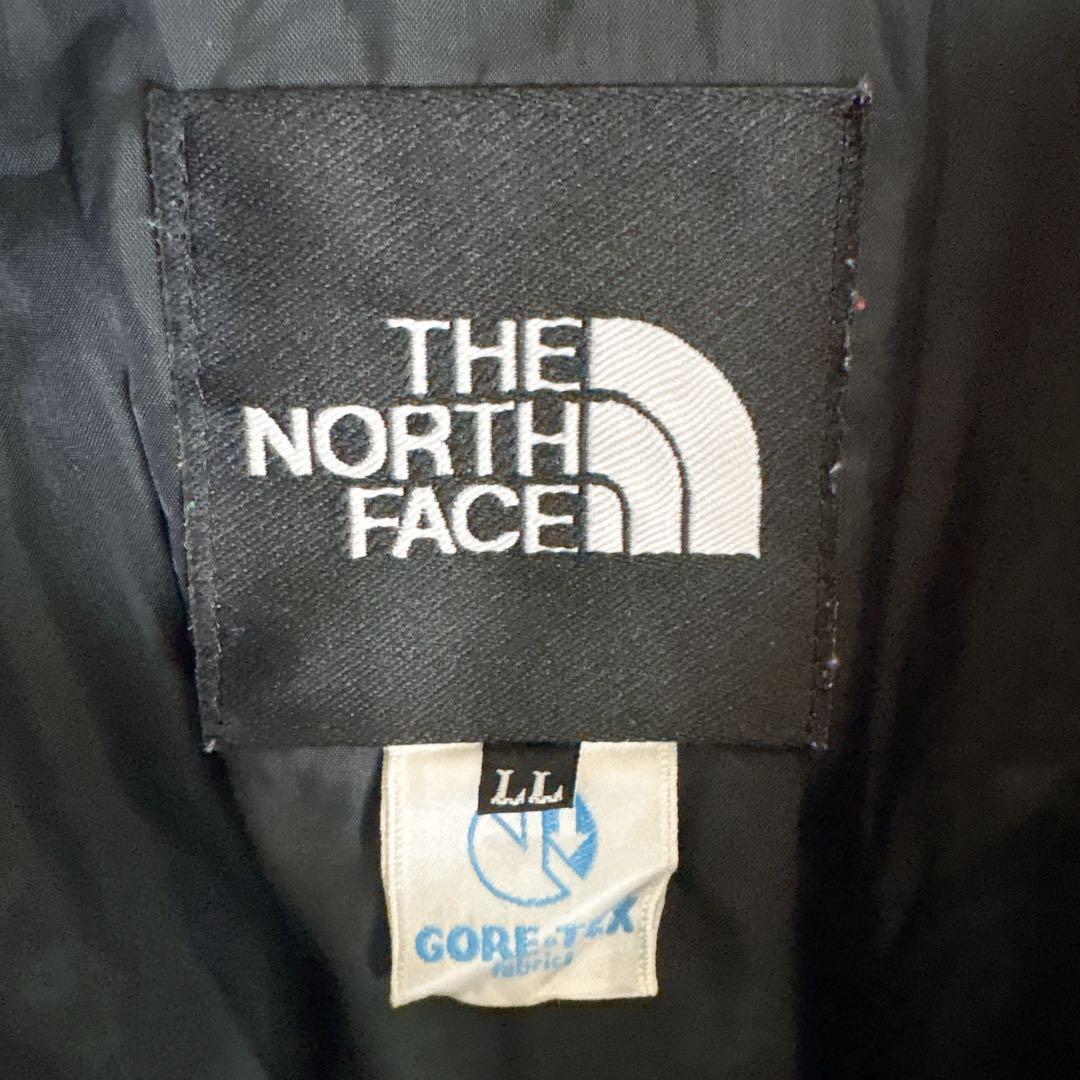 THE
NORTH
FACE
LL
GORE-TEX
fabrics